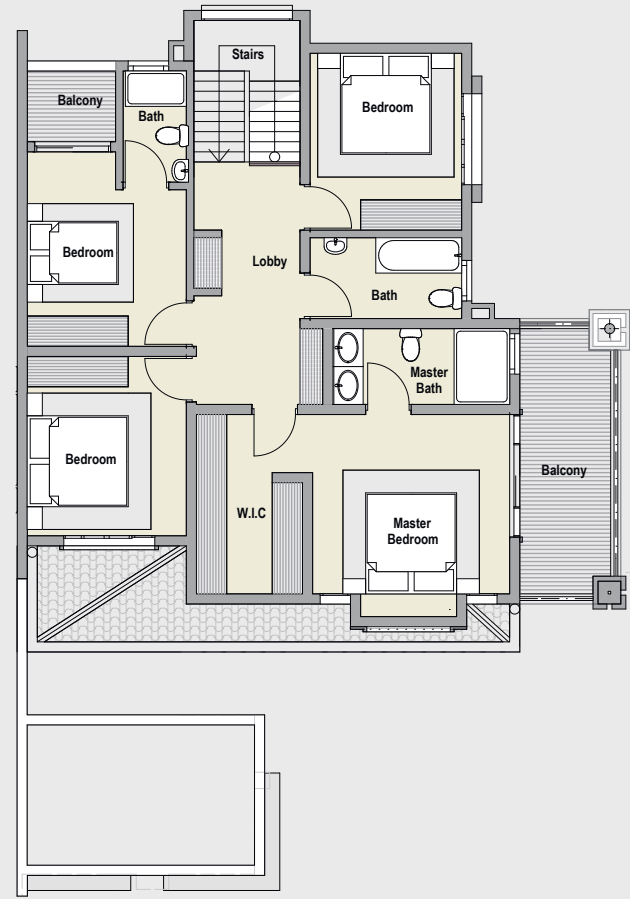 Stairs
Balcony
Bath
Bedroom
Bedroom
Lobby
Bath
Master
Bath
Bedroom
Balcony
W.I.C
Master
Bedroom